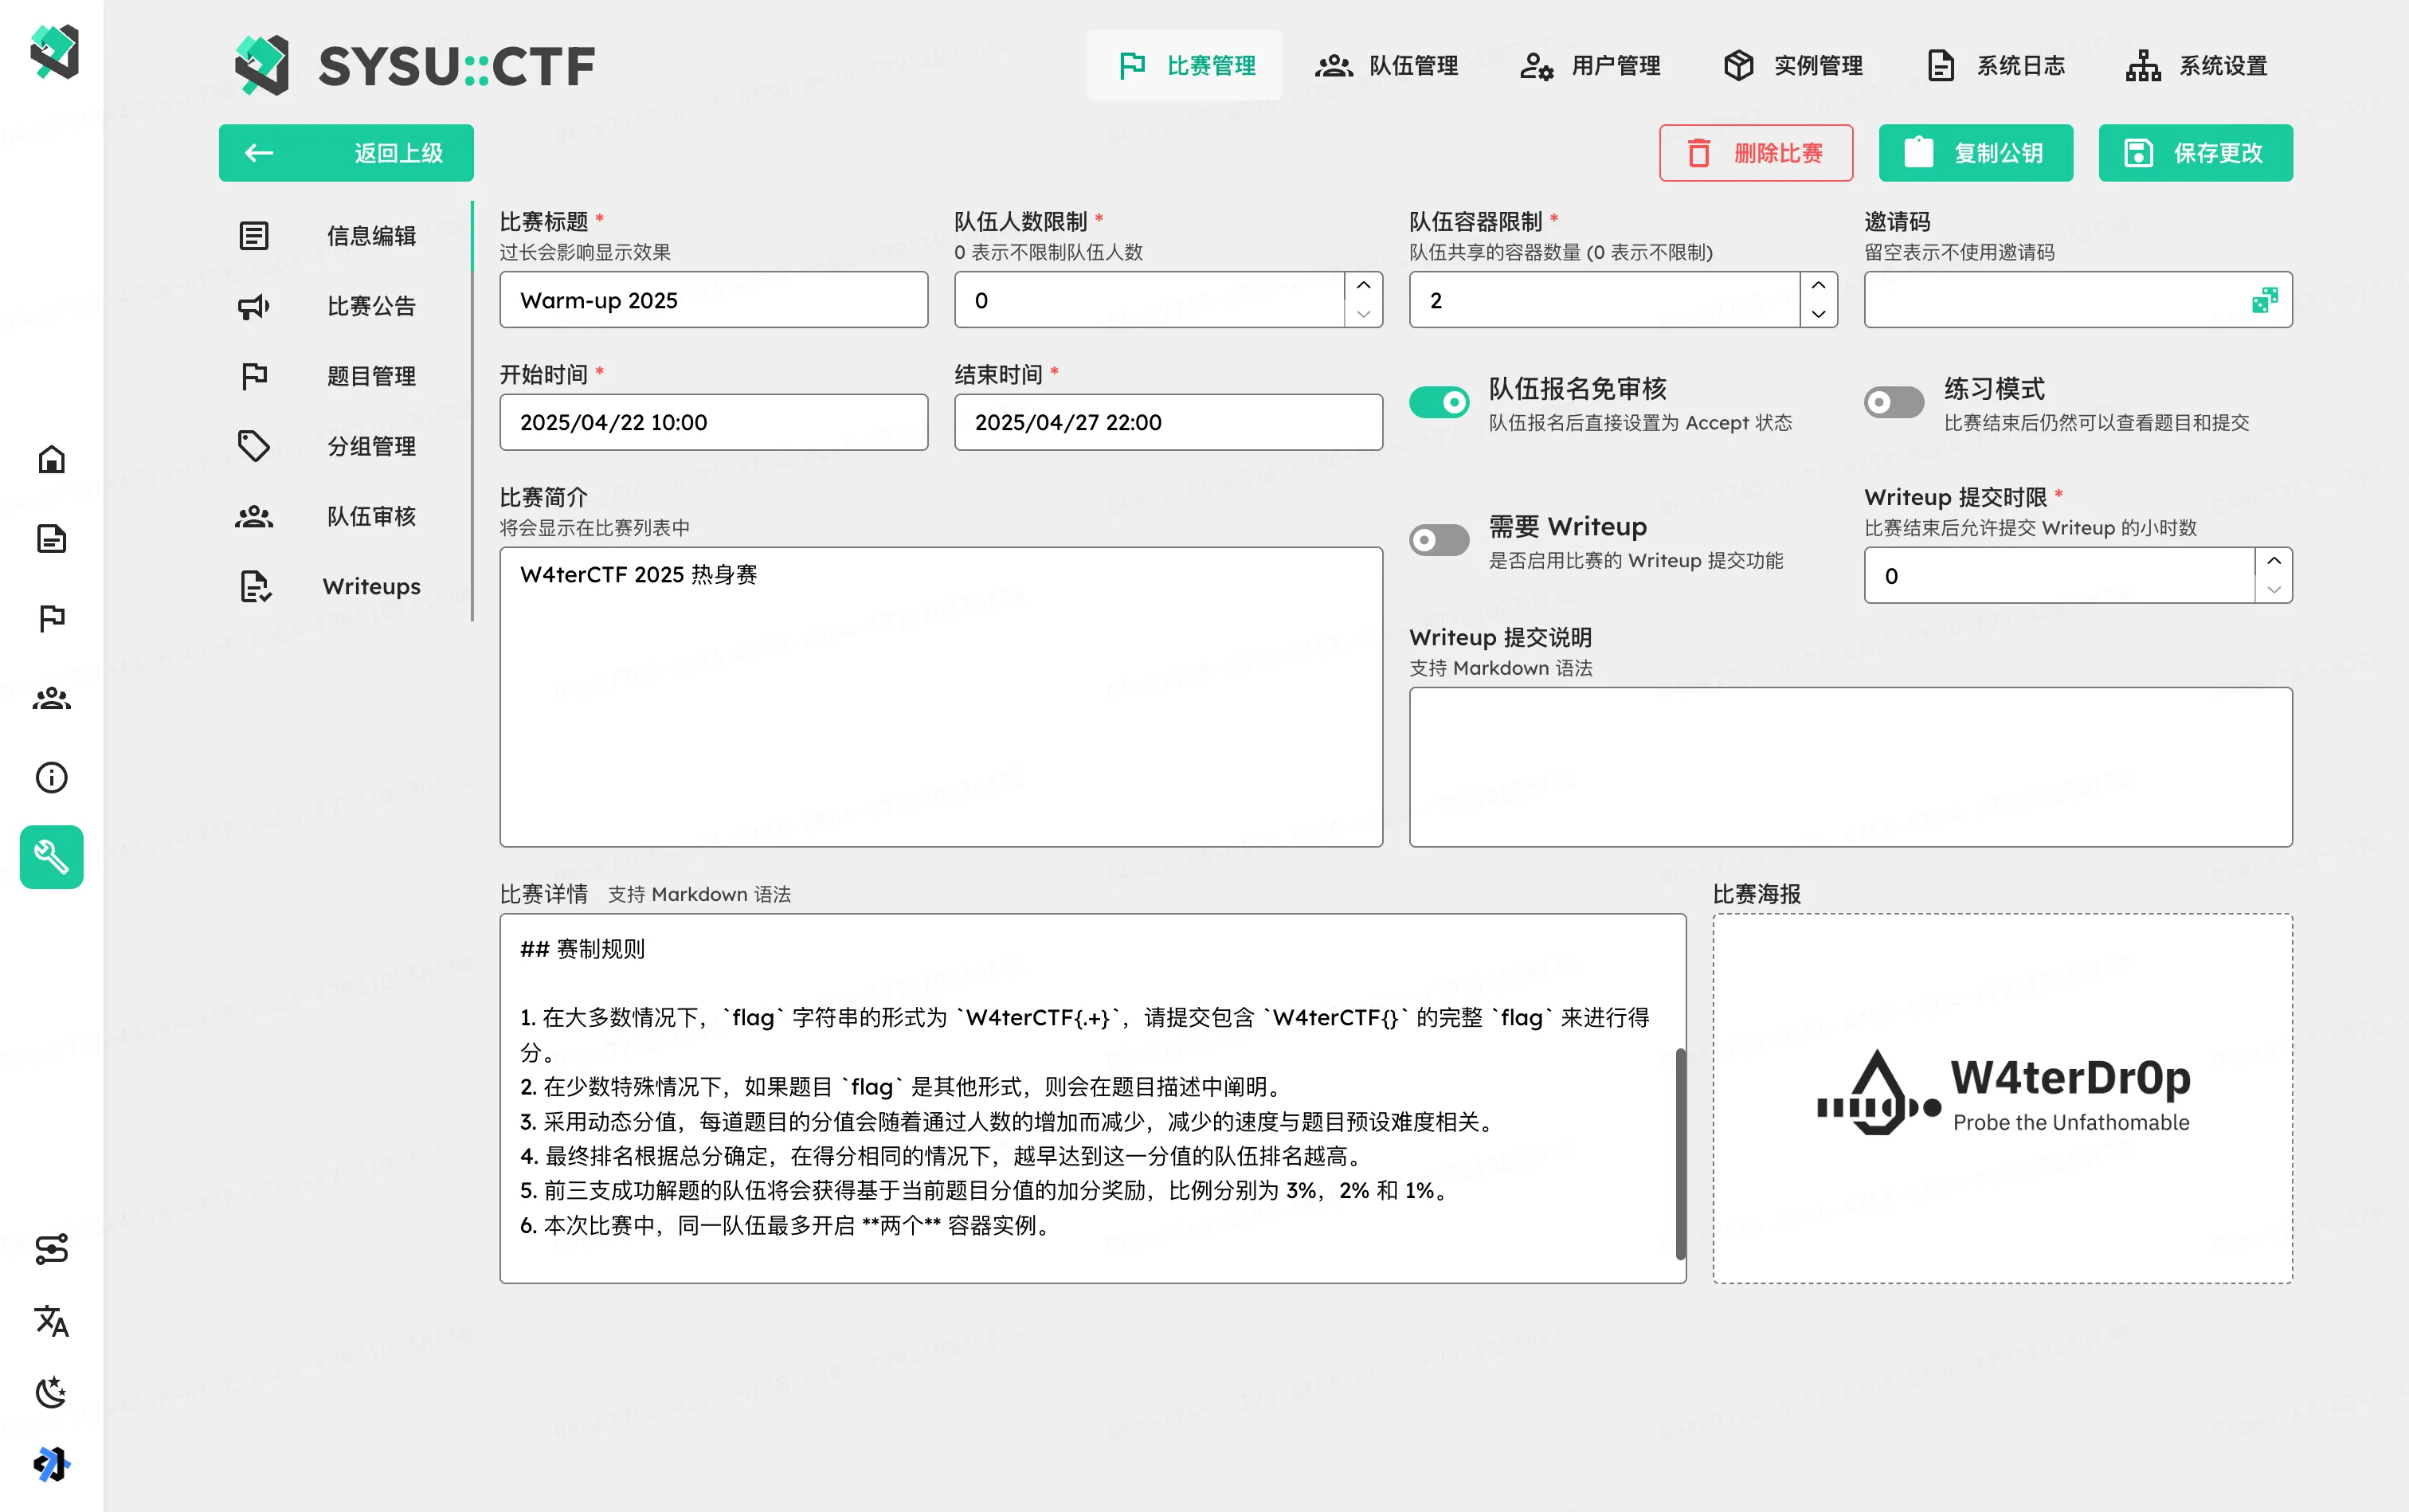 SYSU::CTF
比赛管理
队伍管理
用户管理
实例管理
系统日志
系统设置
返回上级
删除比赛
复制公钥
保存更改
信息编辑
比赛公告
题目管理
分组管理
队伍审核
Writeups
比赛标题 *
过长会影响显示效果
Warm-up 2025
队伍人数限制 *
0 表示不限制队伍人数
0
队伍容器限制 *
队伍共享的容器数量 (0 表示不限制)
2
邀请码
留空表示不使用邀请码
开始时间 *
2025/04/22 10:00
结束时间 *
2025/04/27 22:00
队伍报名免审核
队伍报名后直接设置为 Accept 状态
练习模式
比赛结束后仍然可以查看题目和提交
比赛简介
将会显示在比赛列表中
W4terCTF 2025 热身赛
需要 Writeup
是否启用比赛的 Writeup 提交功能
Writeup 提交时限 *
比赛结束后允许提交 Writeup 的小时数
0
Writeup 提交说明
支持 Markdown 语法
比赛详情 支持 Markdown 语法
## 赛制规则
1. 在大多数情况下，`flag` 字符串的形式为 `W4terCTF{.+}`，请提交包含 `W4terCTF{}` 的完整 `flag` 来进行得
分。
2. 在少数特殊情况下，如果题目 `flag` 是其他形式，则会在题目描述中阐明。
3. 采用动态分值，每道题目的分值会随着通过人数的增加而减少，减少的速度与题目预设难度相关。
4. 最终排名根据总分确定，在得分相同的情况下，越早达到这一分值的队伍排名越高。
5. 前三支成功解题的队伍将会获得基于当前题目分值的加分奖励，比例分别为 3%，2% 和 1%。
6. 本次比赛中，同一队伍最多开启 **两个** 容器实例。
比赛海报
W4terDr0p
Probe the Unfathomable